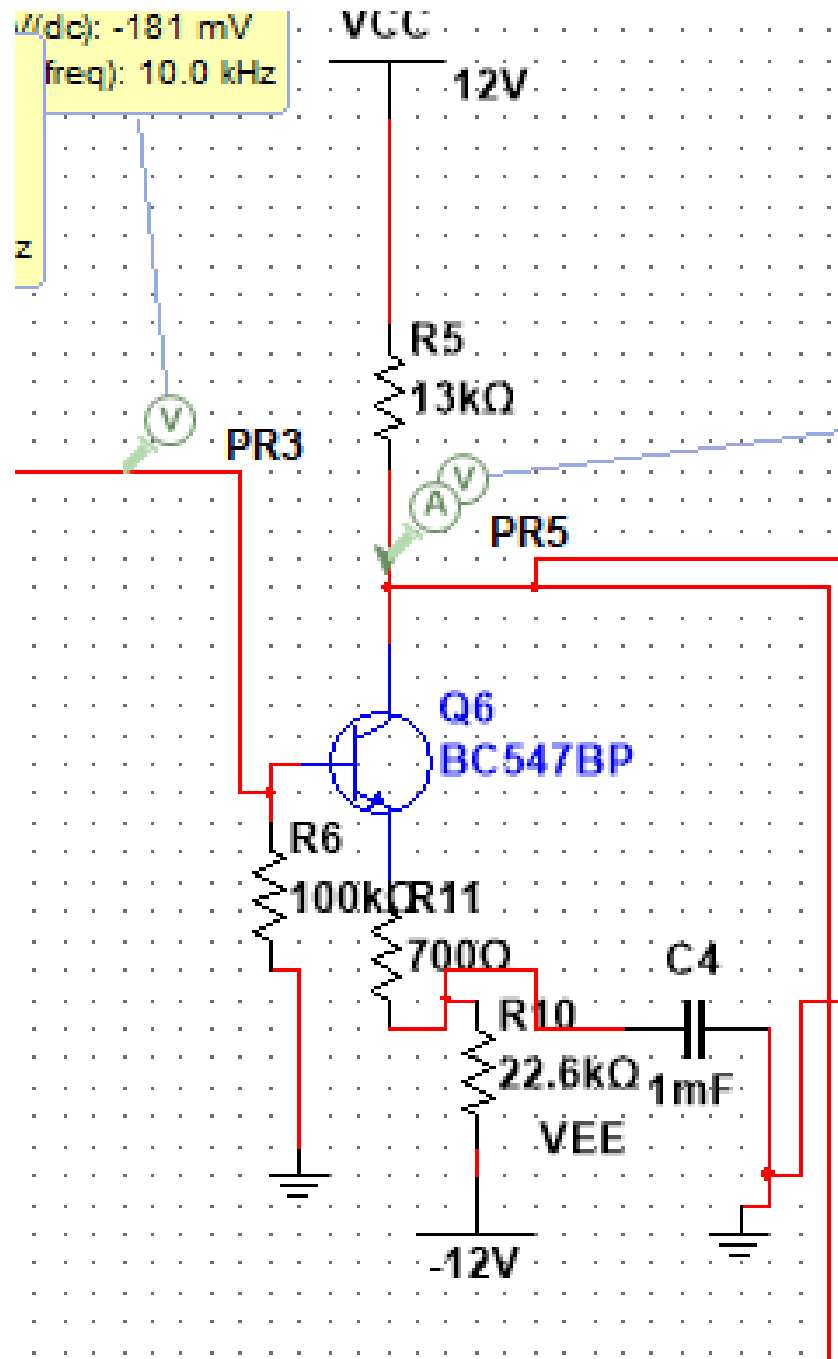 (dc): -181 mV
freq): 10.0 kHz
z
VCC
12V
R5
13kΩ
V
PR3
A V
PR5
Q6
BC547BP
R6
100kΩ
R11
700Ω
C4
R10
22.6kΩ
1mF
VEE
-12V